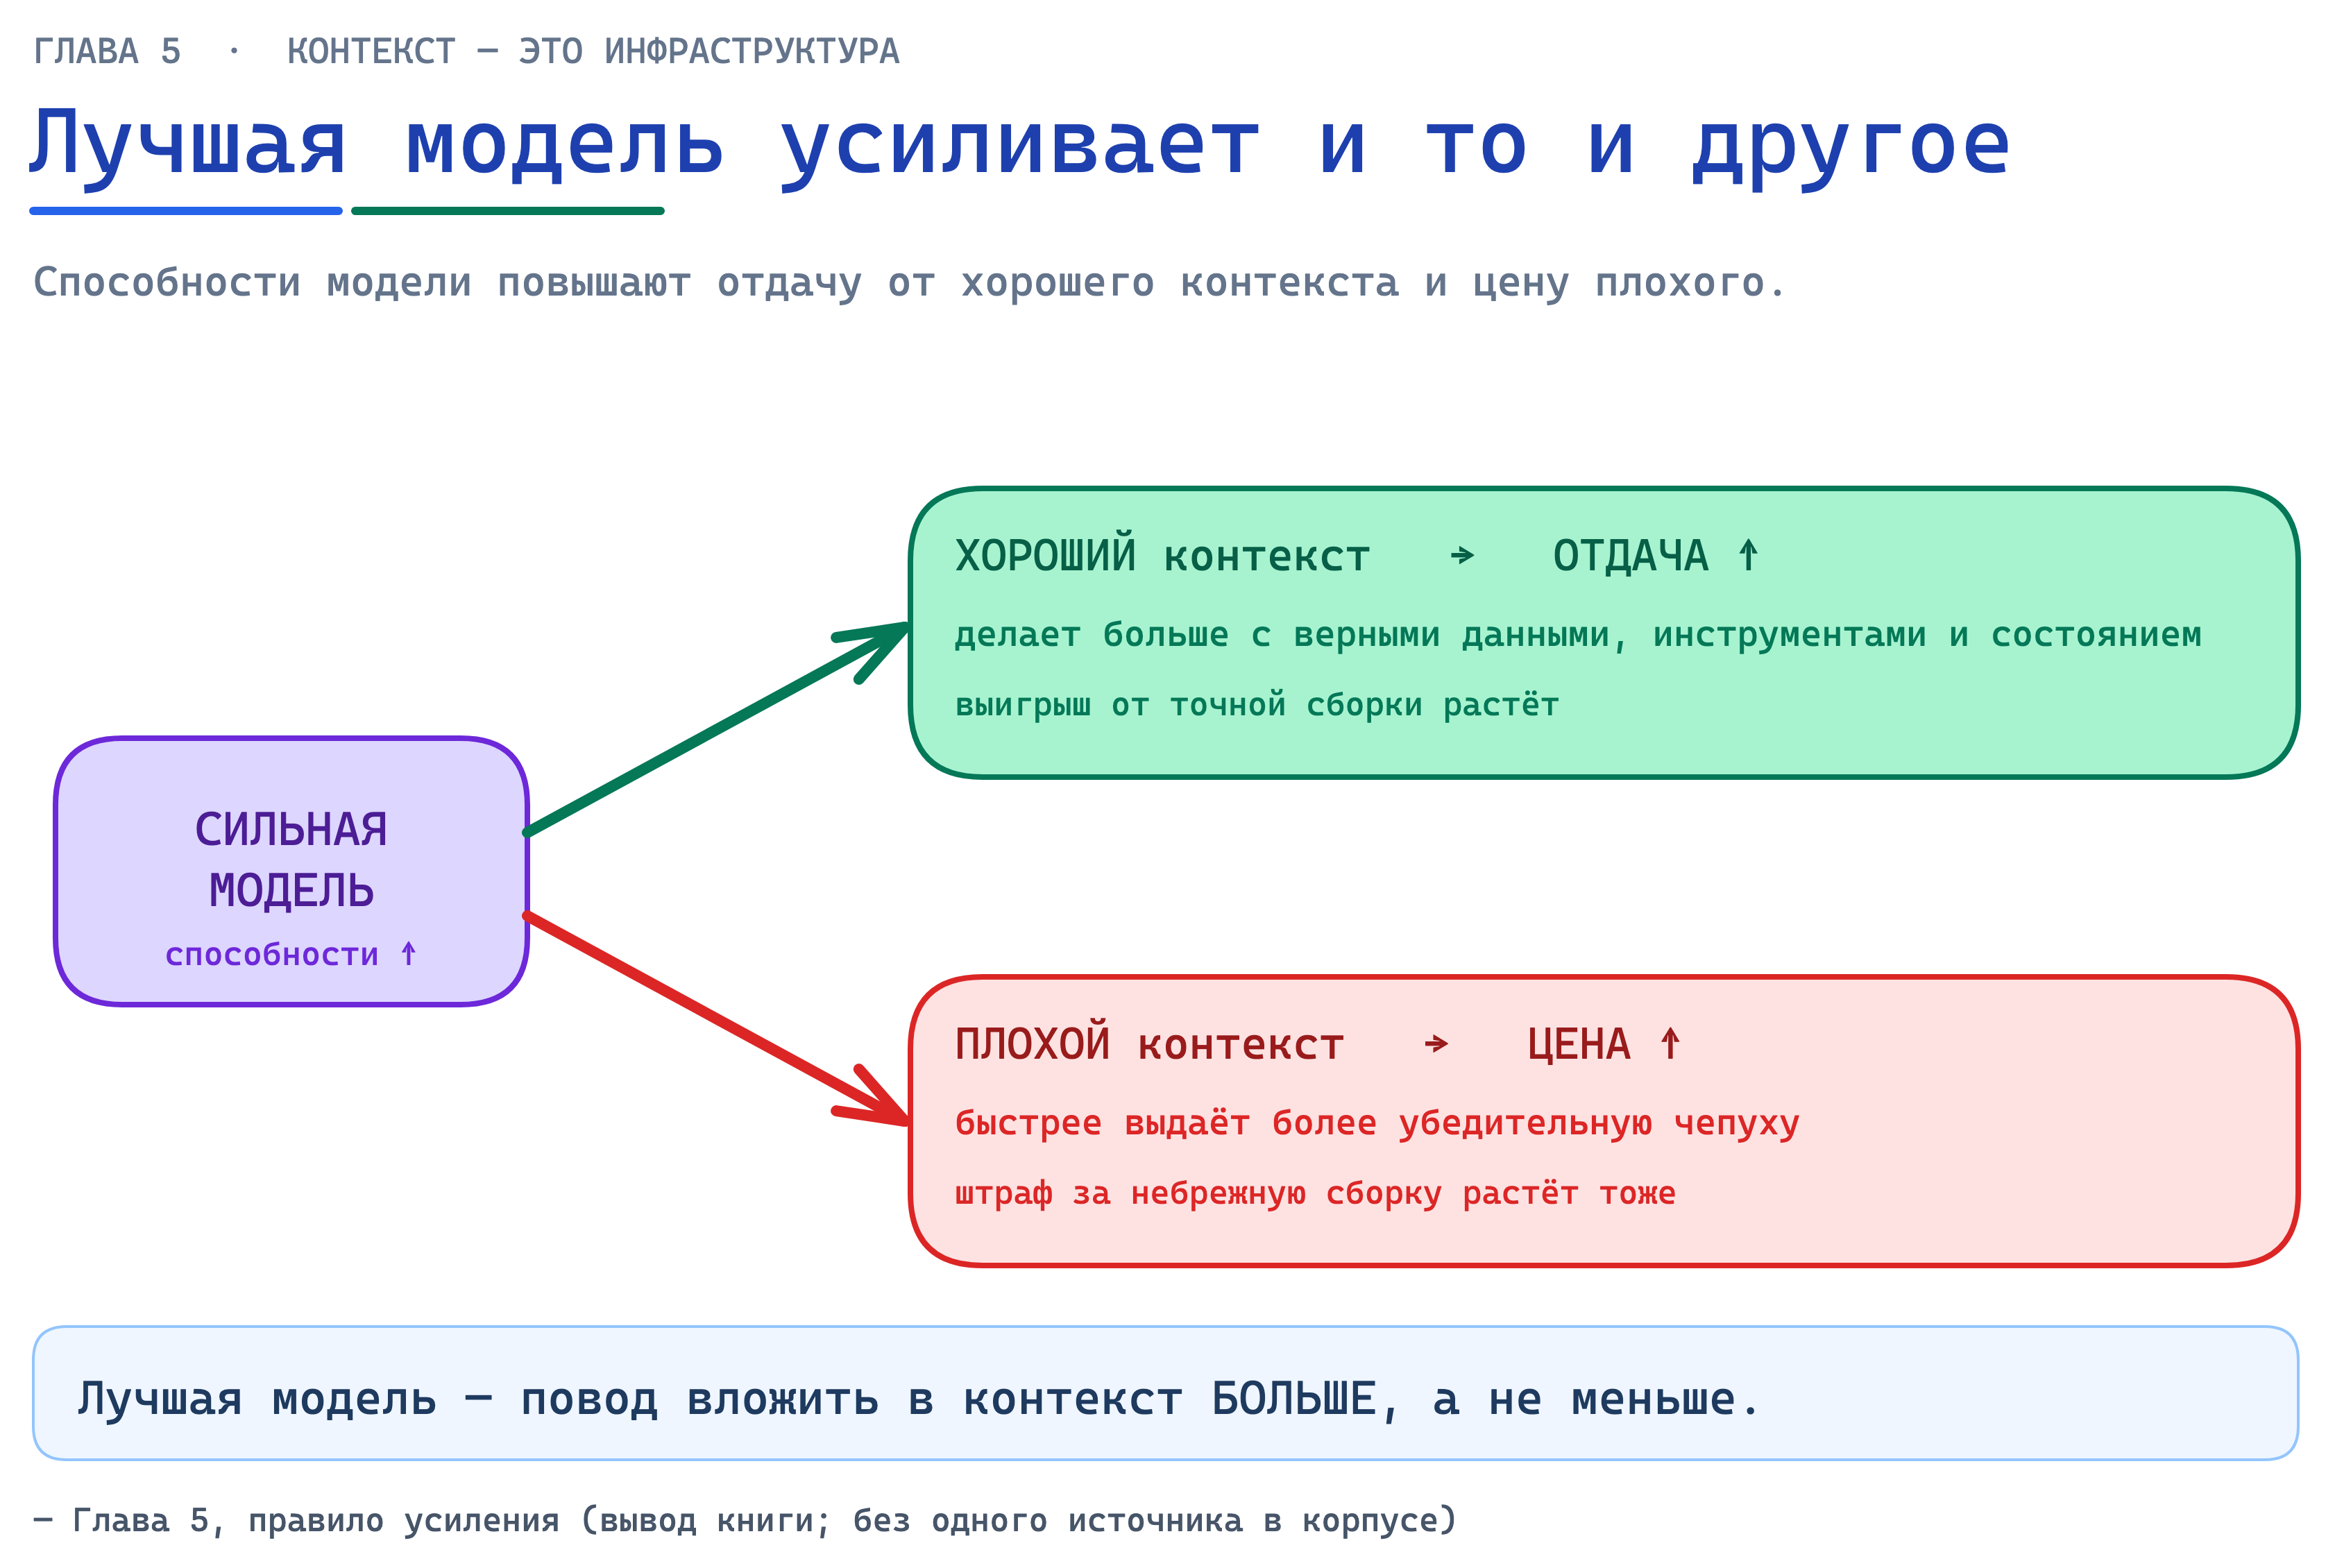 ГЛАВА 5 · КОНТЕКСТ — ЭТО ИНФРАСТРУКТУРА
Лучшая модель усиливает и то и другое
Способности модели повышают отдачу от хорошего контекста и цену плохого.
ХОРОШИЙ контекст → ОТДАЧА ↑
делает больше с верными данными, инструментами и состоянием
выигрыш от точной сборки растёт
СИЛЬНАЯ
МОДЕЛЬ
способности ↑
ПЛОХОЙ контекст → ЦЕНА ↑
быстрее выдаёт более убедительную чепуху
штраф за небрежную сборку растёт тоже
Лучшая модель — повод вложить в контекст БОЛЬШЕ, а не меньше.
— Глава 5, правило усиления (вывод книги; без одного источника в корпусе)